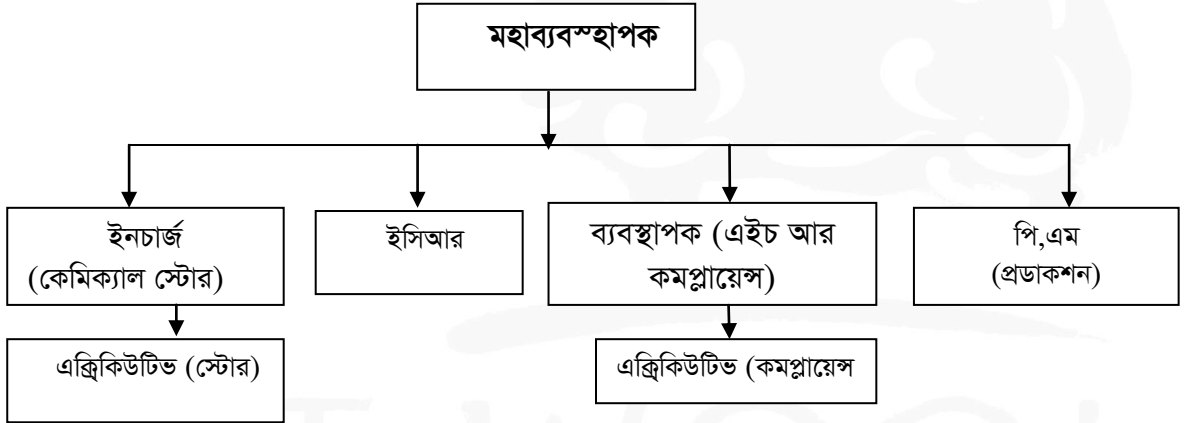 মহাব্যবস্হাপক
ইনচার্জ
(কেমিক্যাল স্টোর)
ইসিআর
ব্যবস্থাপক (এইচ আর
কমপ্লায়েন্স)
পি,এম
(প্রডাকশন)
এক্রিকিউটিভ (স্টোর)
এক্রিকিউটিভ (কমপ্লায়েন্স